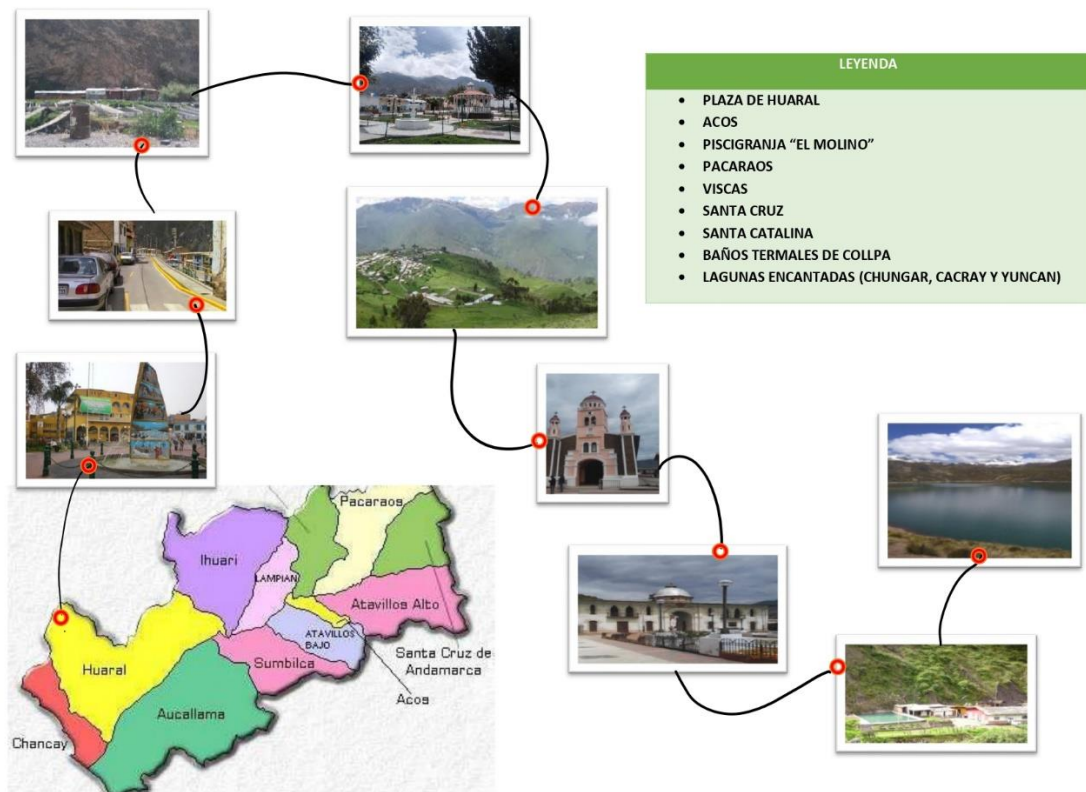 LEYENDA
• PLAZA DE HUARAL
• ACOS
• PISCIGRANJA “EL MOLINO”
• PACARAOS
• VISCAS
• SANTA CRUZ
• SANTA CATALINA
• BAÑOS TERMALES DE COLLPA
• LAGUNAS ENCANTADAS (CHUNGAR, CACRAY Y YUNCAN)
Pacaraos
Ihuari
LAMPIAN
Atavillos Alto
ATAVILLOS
BAJO
Huaral
Sumbilca
Santa Cruz de
Andamarca
Acos
Aucallama
Chancay